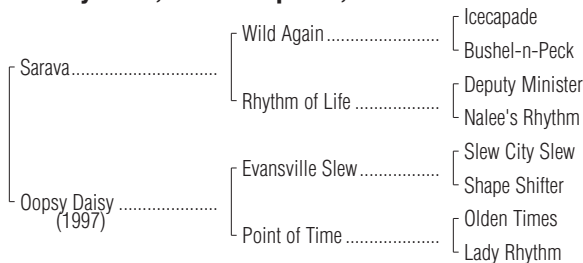 Icecapade
Wild Again
Bushel-n-Peck
Sarava
Deputy Minister
Rhythm of Life
Nalee's Rhythm
Slew City Slew
Evansville Slew
Shape Shifter
Oopsy Daisy
(1997)
Olden Times
Point of Time
Lady Rhythm